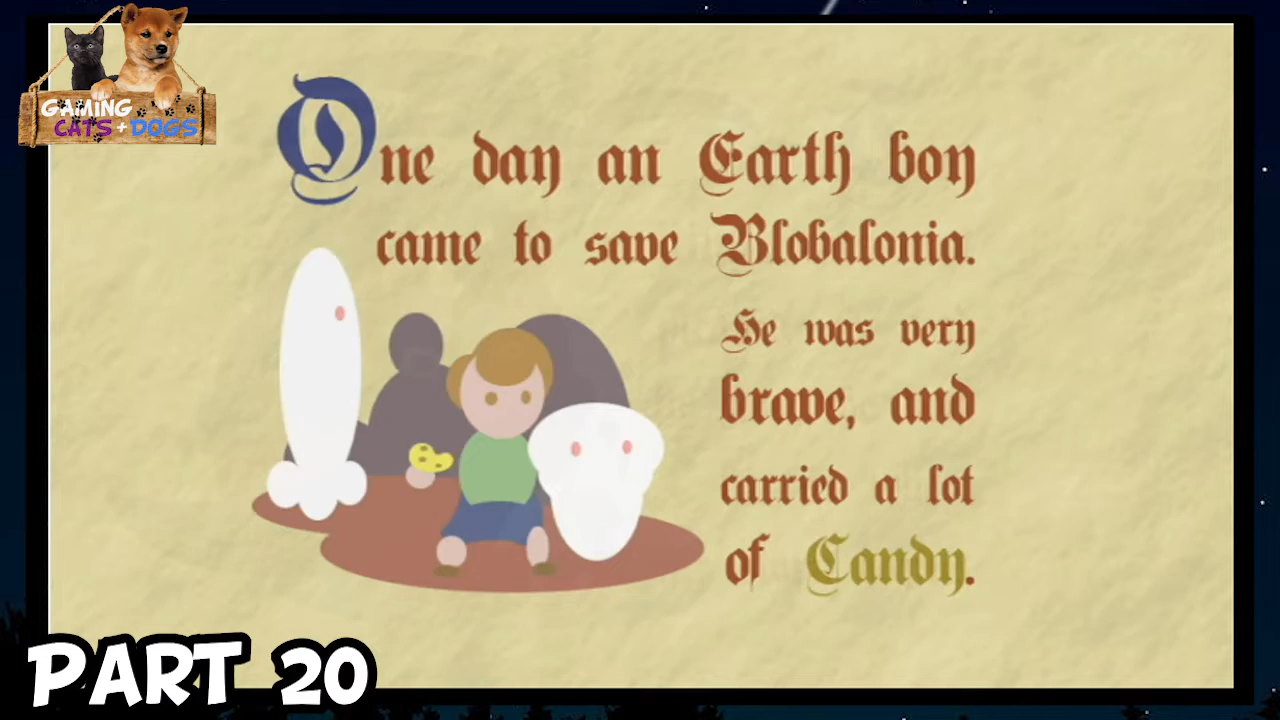 GAMING
CATS + DOGS
One day an Earth boy
came to save Blobalonia.
He was very
brave, and
carried a lot
of Candy.
PART 20